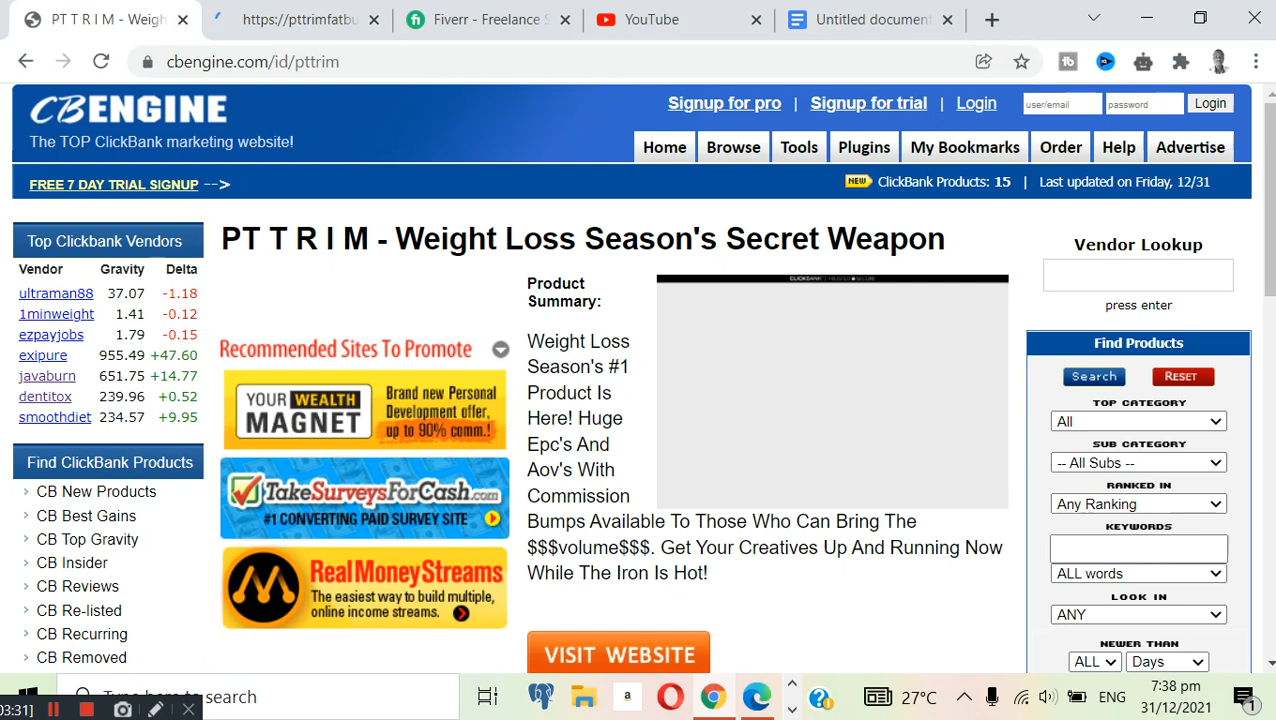 PT T R I M - Weigh
https://pttrimfatbu
Fiverr - Freelance S
YouTube
Untitled document
cbengine.com/id/pttrim
CBENGINE
The TOP ClickBank marketing website!
Signup for pro | Signup for trial | Login user/email password Login
Home Browse Tools Plugins My Bookmarks Order Help Advertise
FREE 7 DAY TRIAL SIGNUP -->
NEW ClickBank Products: 15 | Last updated on Friday, 12/31
Top Clickbank Vendors
Vendor Gravity Delta
ultraman88 37.07 -1.18
1minweight 1.41 -0.12
ezpayjobs 1.79 -0.15
exipure 955.49 +47.60
javaburn 651.75 +14.77
dentitox 239.96 +0.52
smoothdiet 234.57 +9.95
Find ClickBank Products
CB New Products
CB Best Gains
CB Top Gravity
CB Insider
CB Reviews
CB Re-listed
CB Recurring
CB Removed
PT T R I M - Weight Loss Season's Secret Weapon
Recommended Sites To Promote
YOUR WEALTH
MAGNET
Brand new Personal
Development offer,
up to 90% comm.!
TakeSurveysForCash.com
#1 CONVERTING PAID SURVEY SITE
RealMoneyStreams
The easiest way to build multiple,
online income streams.
Product
Summary:
Weight Loss
Season's #1
Product Is
Here! Huge
Epc's And
Aov's With
Commission
Bumps Available To Those Who Can Bring The
$$$volume$$$. Get Your Creatives Up And Running Now
While The Iron Is Hot!
VISIT WEBSITE
Vendor Lookup
press enter
Find Products
Search RESET
TOP CATEGORY
All
SUB CATEGORY
-- All Subs --
RANKED IN
Any Ranking
KEYWORDS
ALL words
LOOK IN
ANY
NEWER THAN
ALL Days
Type here to search
03:31
27°C
ENG
7:38 pm
31/12/2021
1